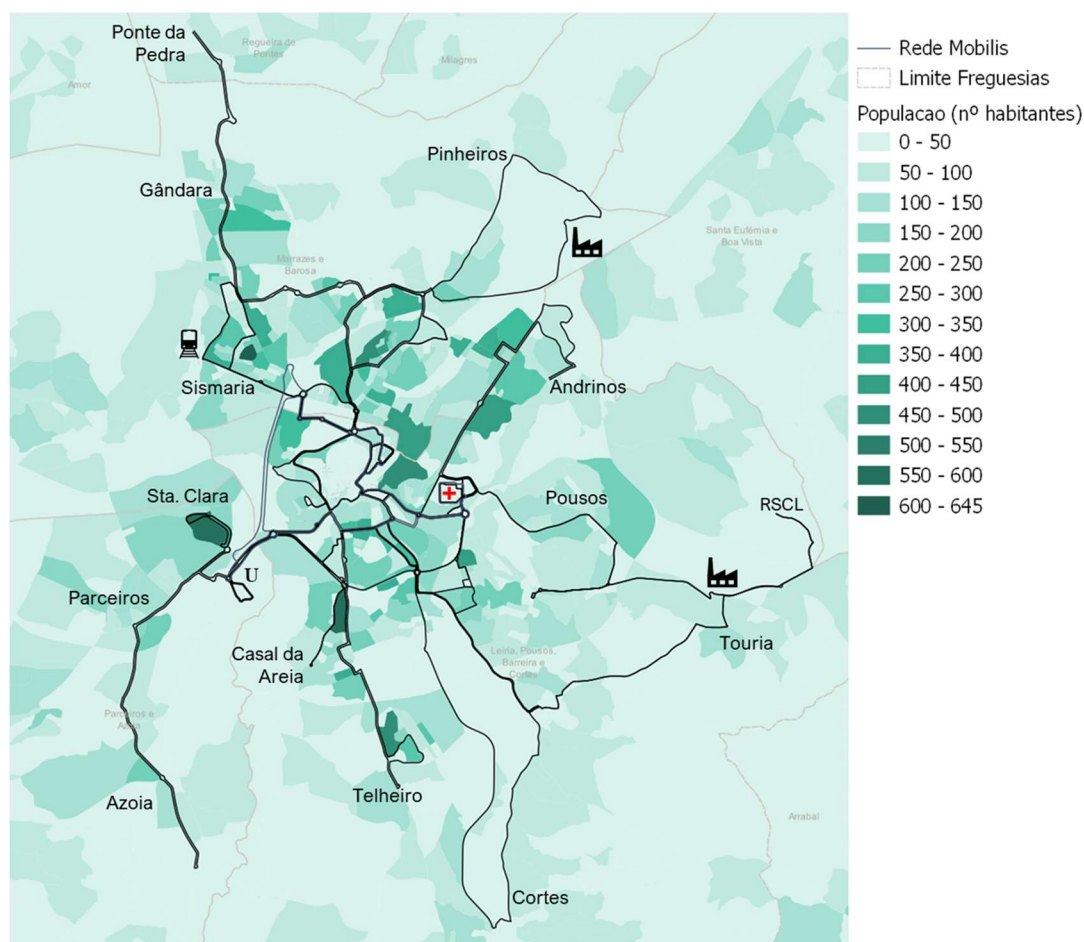 Ponte da
Pedra
Regueira de
Pontes
Milagres
Amor
Pinheiros
Gândara
Santa Eufémia e
Boa Vista
Marrazes e
Barosa
Sismaria
Andrinos
Sta. Clara
Pousos
RSCL
U
Parceiros
Casal da
Areia
Touria
Leiria, Pousos,
Barreira e
Cortes
Parceiros e
Azoia
Azoia
Telheiro
Arrabal
Cortes
Rede Mobilis
Limite Freguesias
Populacao (nº habitantes)
0 - 50
50 - 100
100 - 150
150 - 200
200 - 250
250 - 300
300 - 350
350 - 400
400 - 450
450 - 500
500 - 550
550 - 600
600 - 645